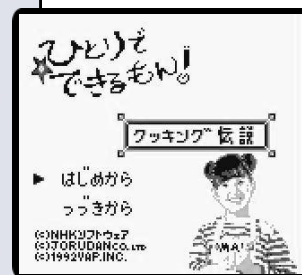 ひとりで
できるもん!
クッキング伝説
▶ はじめから
つづきから
(C)NHKソフトウェア
(C)JORUDANCO.LTD
(C)1992VAP.INC.
MAI